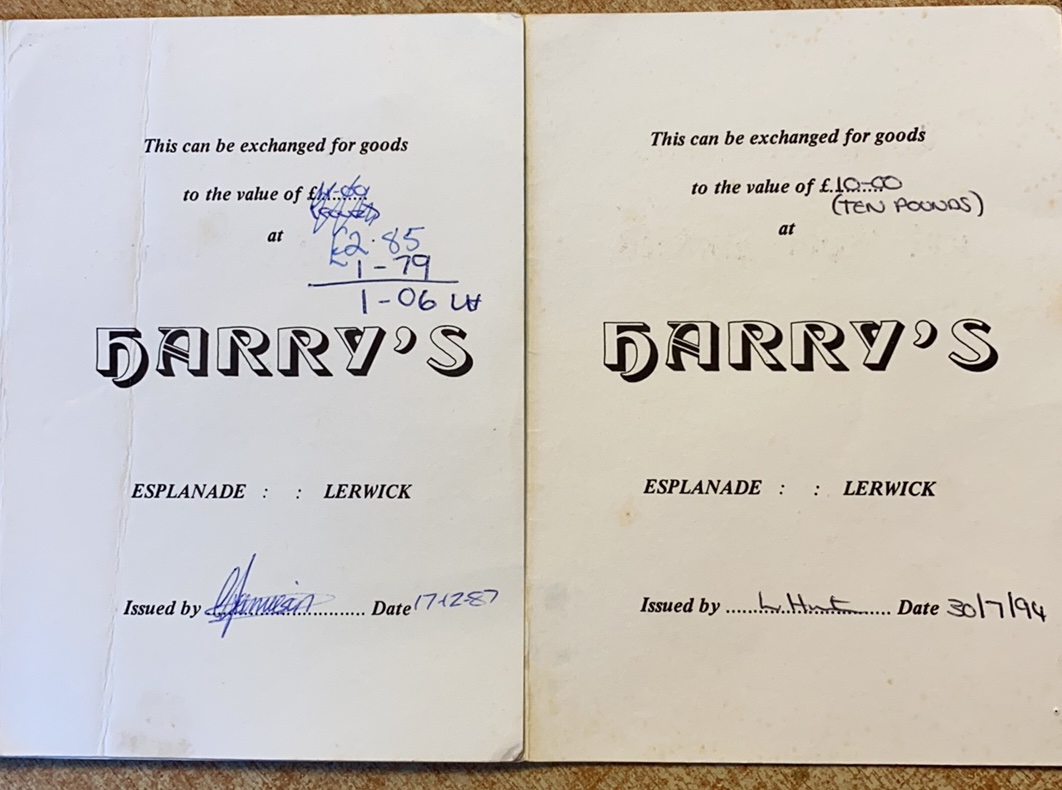 This can be exchanged for goods
to the value of £
£2.85
at
1-79
1-06
HARRY'S
ESPLANADE : : LERWICK
Issued by .................... Date 17-12-87
This can be exchanged for goods
to the value of £.10-00
(TEN POUNDS)
at
HARRY'S
ESPLANADE : : LERWICK
Issued by ......L. Hunt...... Date 30/7/94